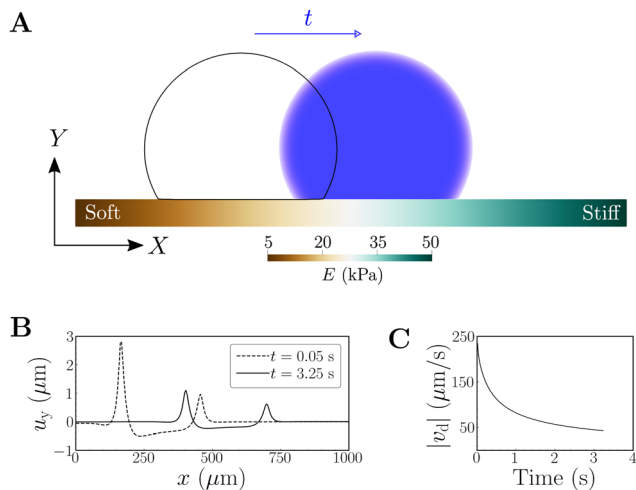 A
t
Y
Soft
Stiff
X
5 20 35 50
E (kPa)
B
3
2
1
0
−1
u_y (μm)
t = 0.05 s
t = 3.25 s
0 250 500 750 1000
x (μm)
C
250
150
50
|v_d| (μm/s)
0 1 2 3 4
Time (s)